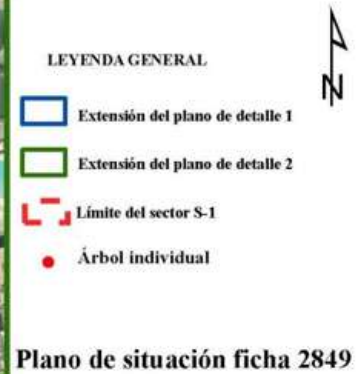 N
LEYENDA GENERAL
Extensión del plano de detalle 1
Extensión del plano de detalle 2
Límite del sector S-1
Árbol individual
Plano de situación ficha 2849